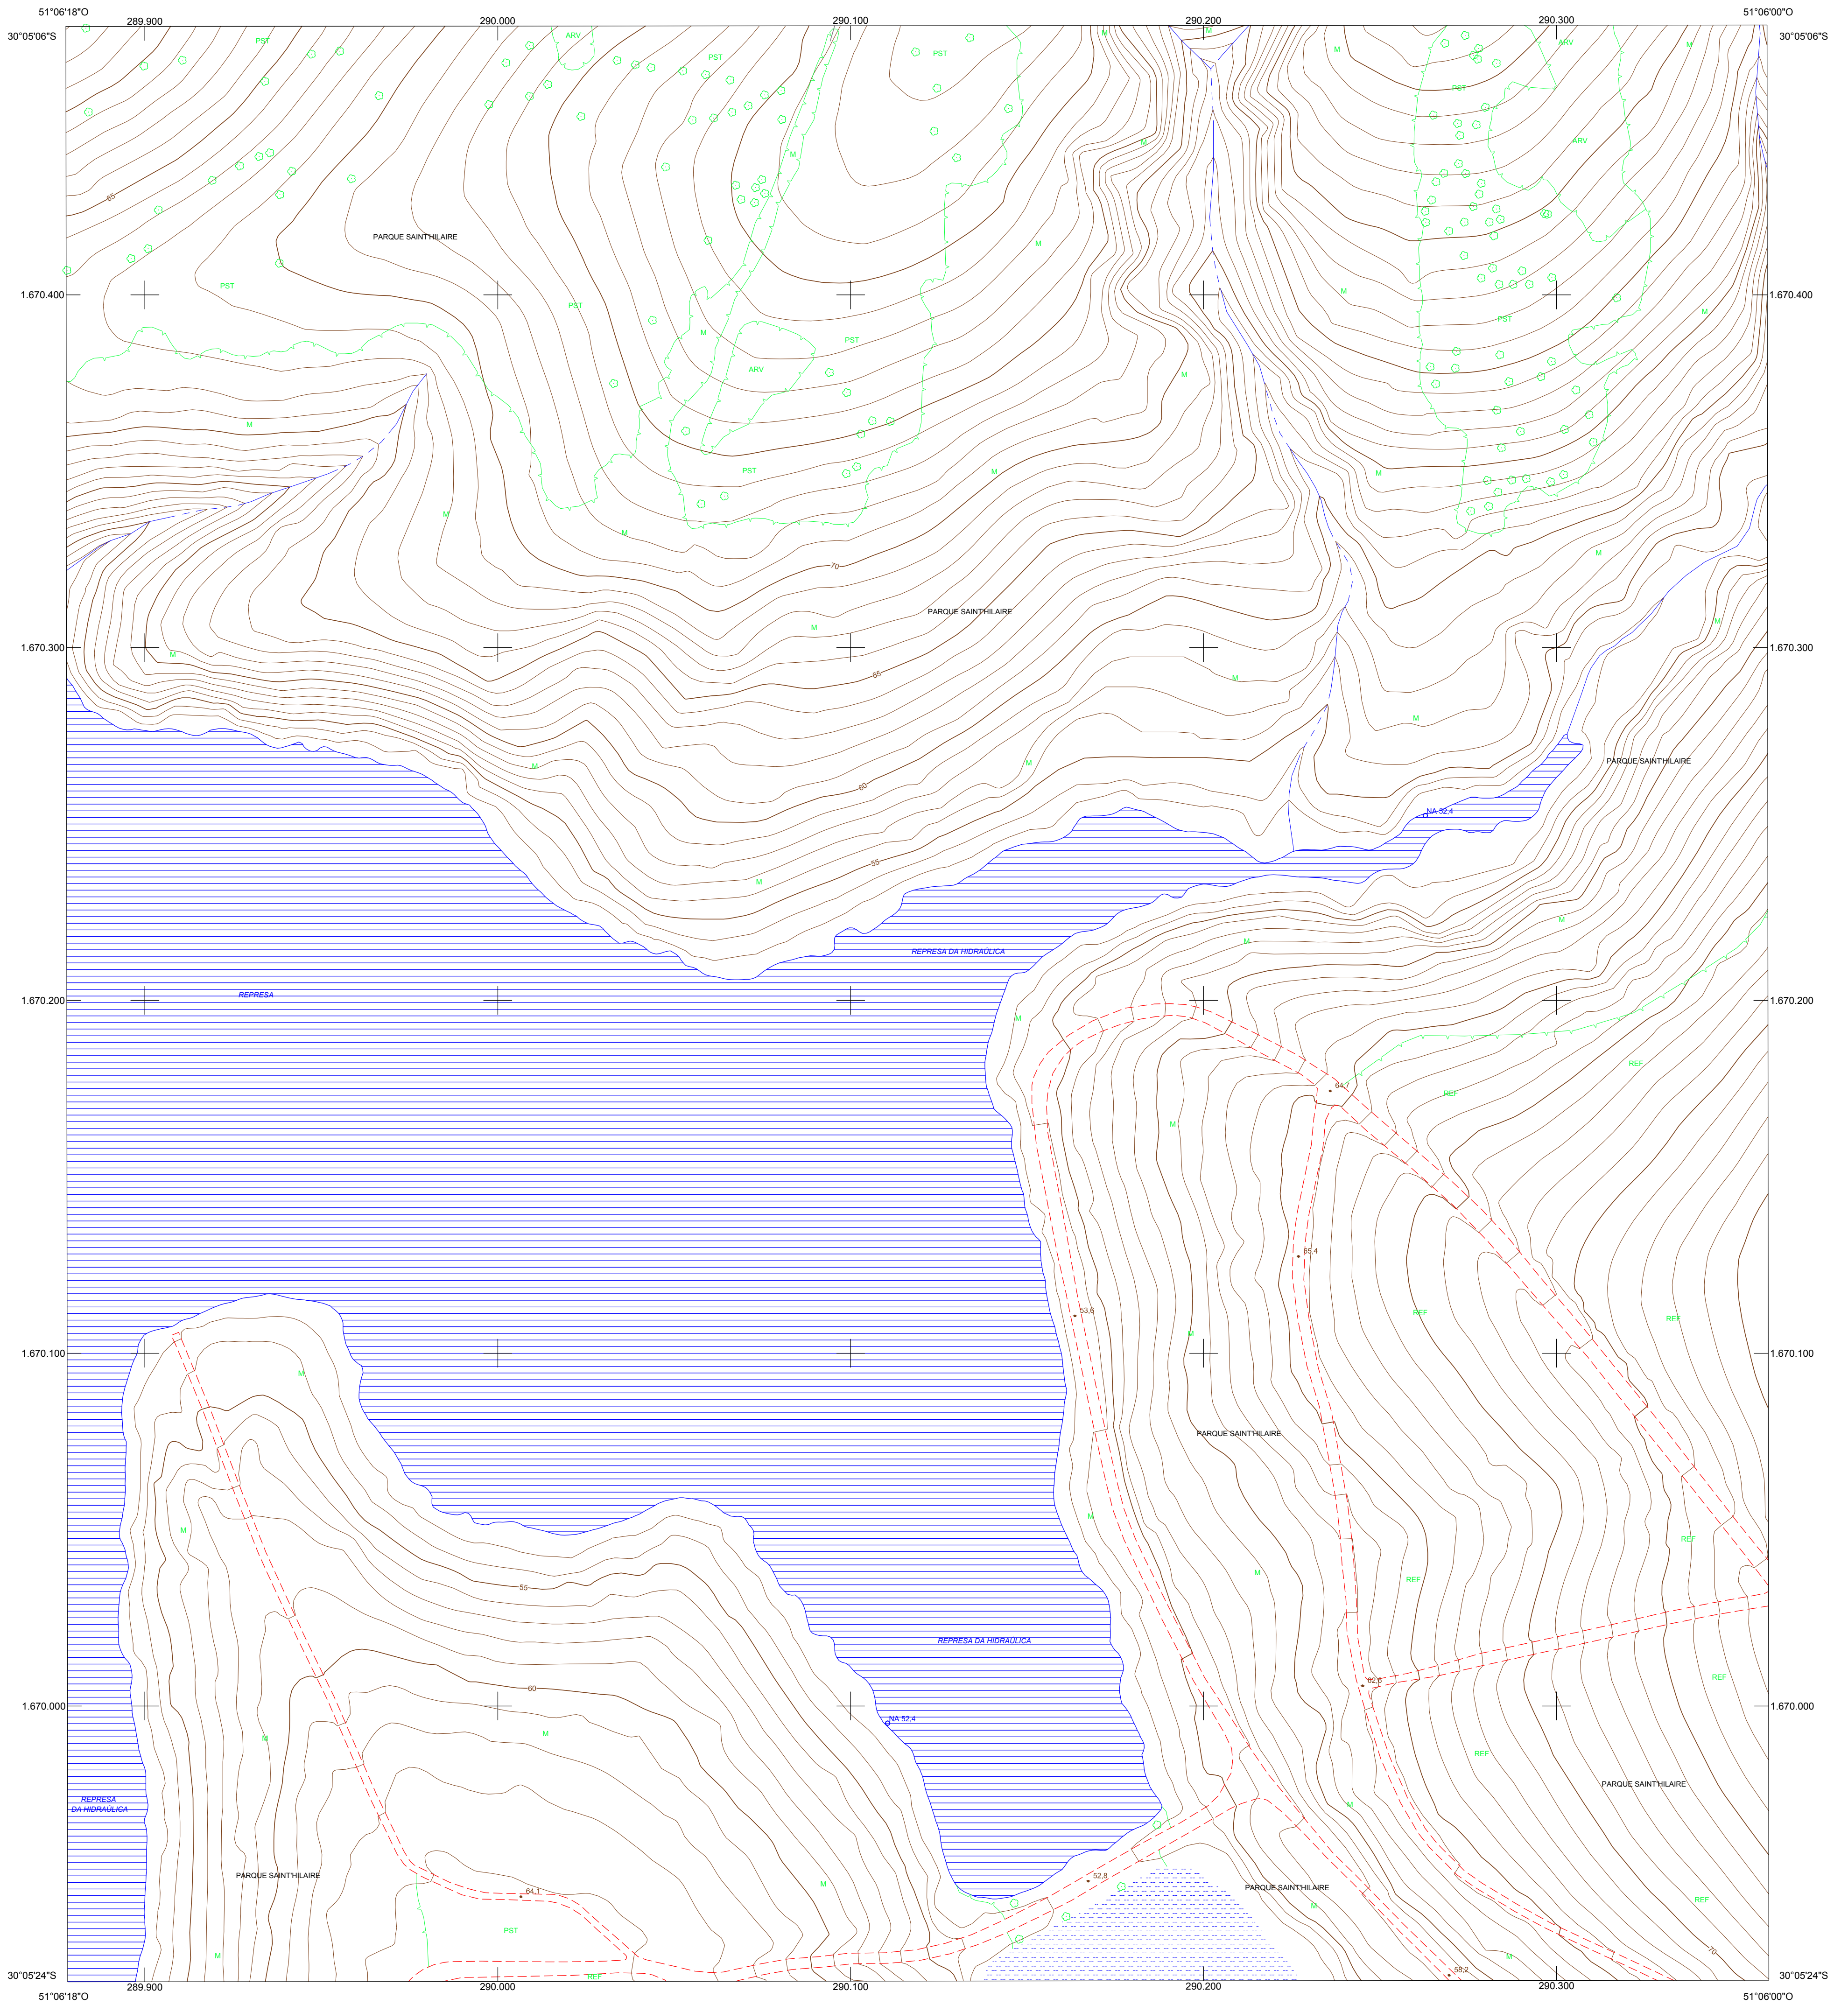 51°06'18"O
51°06'00"O
289.900
290.000
290.100
290.200
290.300
30°05'06"S
30°05'06"S
ARV
M
M
PST
PST
PST
M
M
ARV
PST
ARV
M
M
65
PARQUE SAINT'HILAIRE
M
PST
M
1.670.400
1.670.400
PST
M
PST
M
PST
ARV
M
M
PST
M
M
M
M
M
70
PARQUE SAINT'HILAIRE
M
M
1.670.300
M
1.670.300
65
M
M
PARQUE SAINT'HILAIRE
M
M
60
NA 52,4
55
M
M
M
REPRESA DA HIDRAÚLICA
REPRESA
1.670.200
1.670.200
M
REF
64,7
REF
M
65,4
53,6
REF
REF
M
1.670.100
1.670.100
M
PARQUE SAINT'HILAIRE
M
M
REF
M
REF
55
REPRESA DA HIDRAÚLICA
REF
62,6
60
1.670.000
1.670.000
NA 52,4
M
M
REF
PARQUE SAINT'HILAIRE
REPRESA
DA HIDRAÚLICA
M
PARQUE SAINT'HILAIRE
52,8
M
PARQUE SAINT'HILAIRE
64,1
REF
M
PST
70
M
M
58,2
REF
30°05'24"S
30°05'24"S
289.900
290.000
290.100
290.200
290.300
51°06'18"O
51°06'00"O